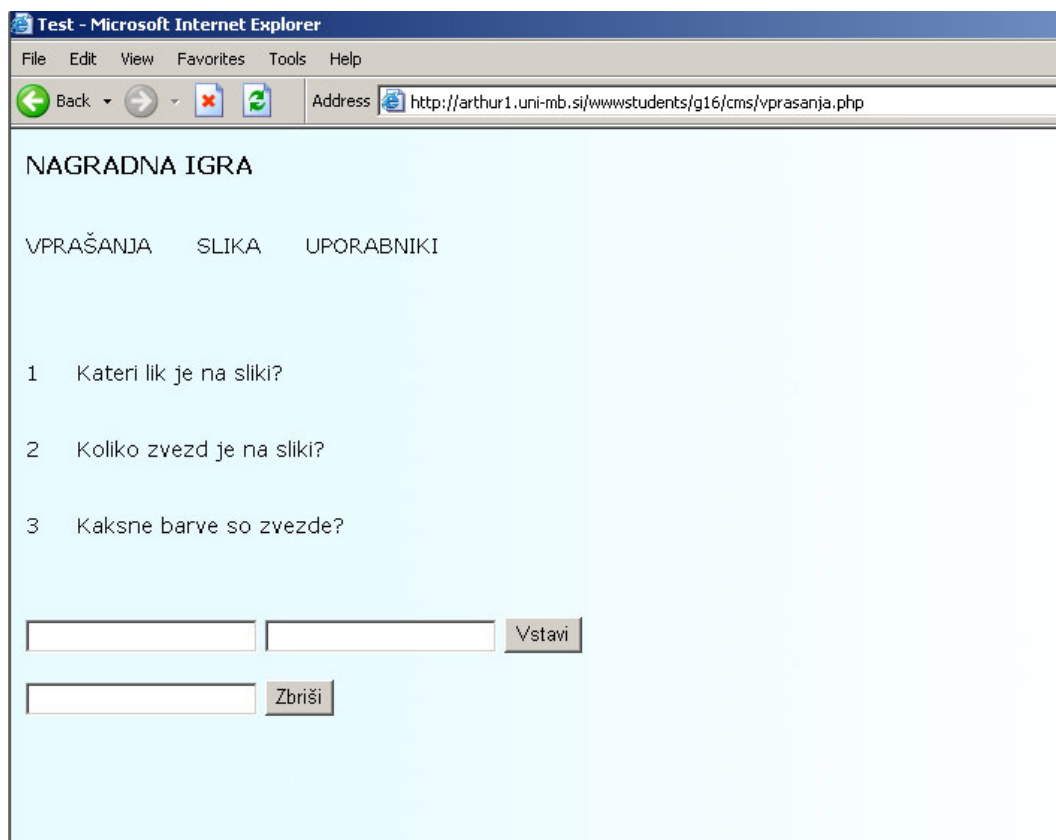 Test - Microsoft Internet Explorer
File Edit View Favorites Tools Help
Back Address http://arthur1.uni-mb.si/wwwstudents/g16/cms/vprasanja.php
NAGRADNA IGRA
VPRAŠANJA SLIKA UPORABNIKI
1 Kateri lik je na sliki?
2 Koliko zvezd je na sliki?
3 Kaksne barve so zvezde?
Vstavi
Zbriši